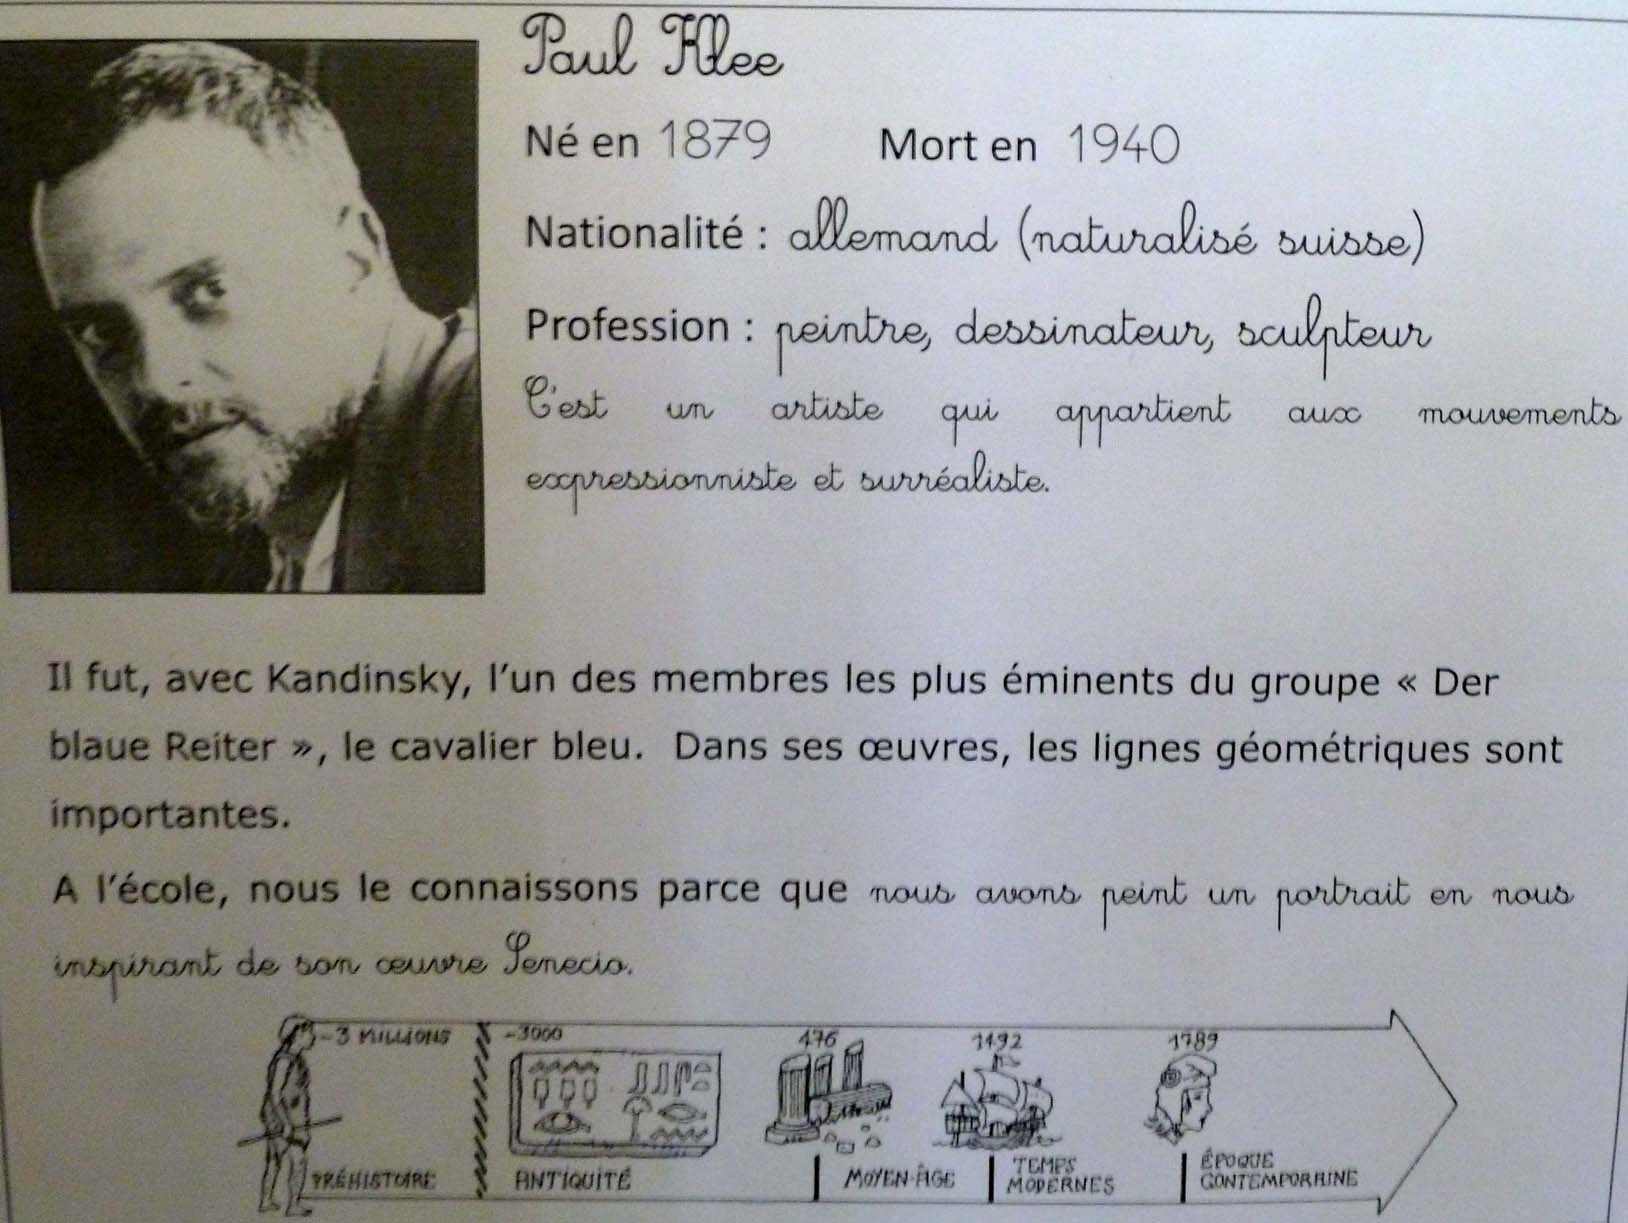 Paul Klee
Né en 1879 Mort en 1940
Nationalité : allemand (naturalisé suisse)
Profession : peintre, dessinateur, sculpteur
C'est un artiste qui appartient aux mouvements
expressionniste et surréaliste.
Il fut, avec Kandinsky, l'un des membres les plus éminents du groupe « Der
blaue Reiter », le cavalier bleu. Dans ses œuvres, les lignes géométriques sont
importantes.
A l'école, nous le connaissons parce que nous avons peint un portrait en nous
inspirant de son œuvre Senecio.
-3 MILLIONS -3000 476 1492 1789
PRÉHISTOIRE ANTIQUITÉ MOYEN-ÂGE TEMPS MODERNES ÉPOQUE CONTEMPORAINE